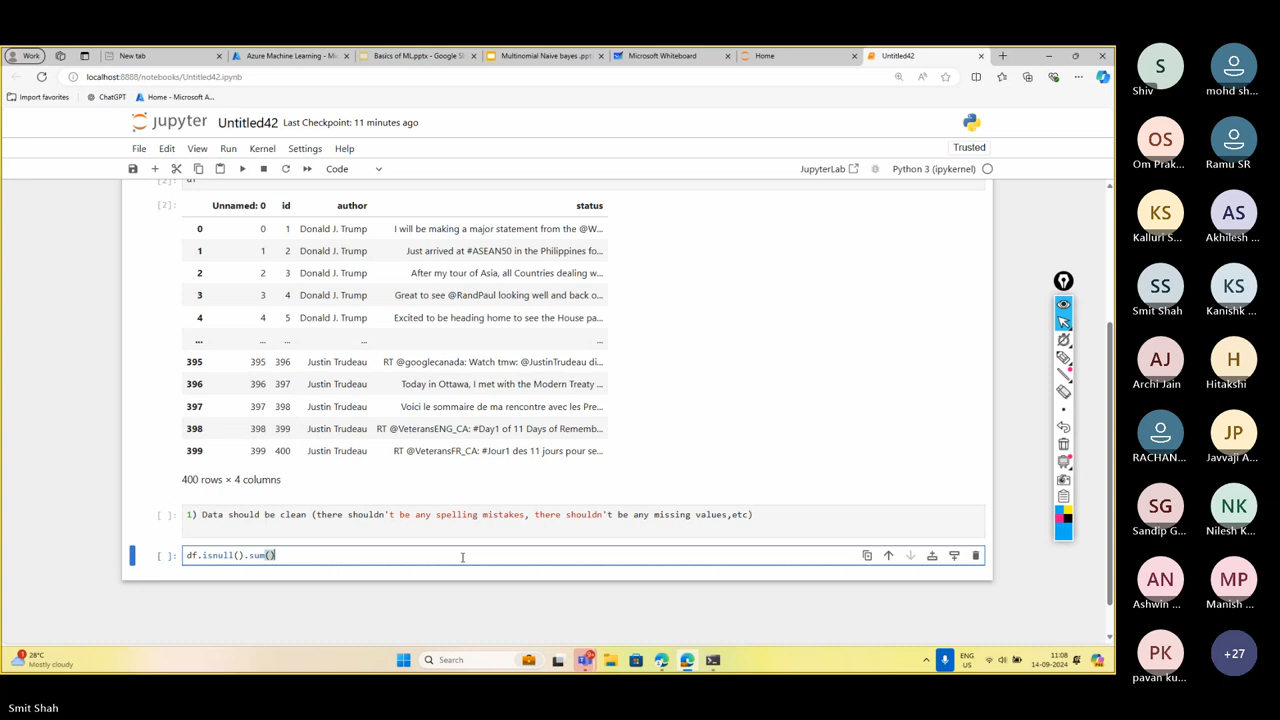 Work
New tab
Azure Machine Learning - Mic
Basics of ML.pptx - Google Sl
Multinomial Naive bayes .ppt
Microsoft Whiteboard
Home
Untitled42
localhost:8888/notebooks/Untitled42.ipynb
Import favorites
ChatGPT
Home - Microsoft A...
jupyter Untitled42 Last Checkpoint: 11 minutes ago
File Edit View Run Kernel Settings Help
Trusted
Code
JupyterLab
Python 3 (ipykernel)
[2]:
[2]:
Unnamed: 0 id author status
0 0 1 Donald J. Trump I will be making a major statement from the @W...
1 1 2 Donald J. Trump Just arrived at #ASEAN50 in the Philippines fo...
2 2 3 Donald J. Trump After my tour of Asia, all Countries dealing w...
3 3 4 Donald J. Trump Great to see @RandPaul looking well and back o...
4 4 5 Donald J. Trump Excited to be heading home to see the House pa...
... ... ... ... ...
395 395 396 Justin Trudeau RT @googlecanada: Watch tmw: @JustinTrudeau di...
396 396 397 Justin Trudeau Today in Ottawa, I met with the Modern Treaty ...
397 397 398 Justin Trudeau Voici le sommaire de ma rencontre avec les Pre...
398 398 399 Justin Trudeau RT @VeteransENG_CA: #Day1 of 11 Days of Rememb...
399 399 400 Justin Trudeau RT @VeteransFR_CA: #Jour1 des 11 jours pour se...
400 rows × 4 columns
[ ]: 1) Data should be clean (there shouldn't be any spelling mistakes, there shouldn't be any missing values,etc)
[ ]: df.isnull().sum()
28°C
Mostly cloudy
Search
ENG
IN
11:08
14-09-2024
S
Shiv
mohd sh...
OS
Om Prak...
Ramu SR
KS
Kalluri S...
AS
Akhilesh ...
SS
Smit Shah
KS
Kanishk ...
AJ
Archi Jain
H
Hitakshi
RACHAN...
JP
Javvaji A...
SG
Sandip G...
NK
Nilesh K...
AN
Ashwin ...
MP
Manish ...
PK
pavan ku...
+27
Smit Shah